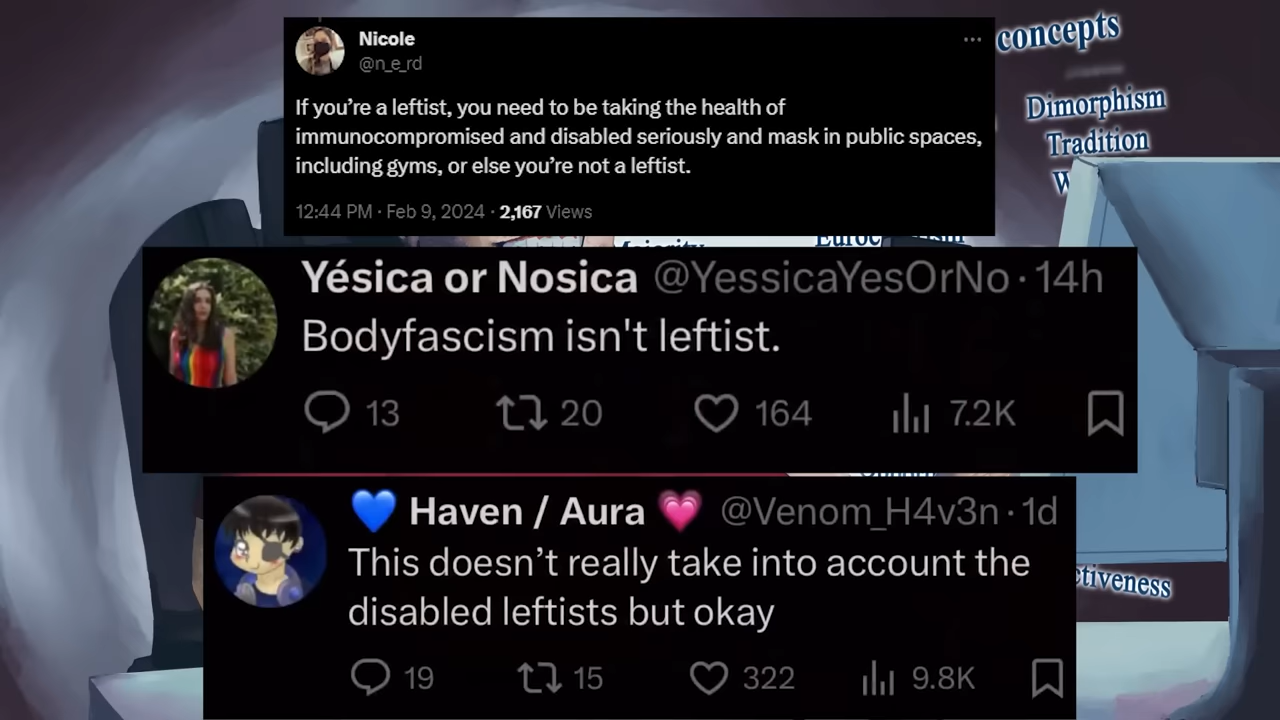 concepts
Dimorphism
Tradition
Nicole
@n_e_rd
If you’re a leftist, you need to be taking the health of
immunocompromised and disabled seriously and mask in public spaces,
including gyms, or else you’re not a leftist.
12:44 PM · Feb 9, 2024 · 2,167 Views
Yésica or Nosica @YessicaYesOrNo · 14h
Bodyfascism isn't leftist.
13 20 164 7.2K
💙 Haven / Aura 💗 @Venom_H4v3n · 1d
This doesn’t really take into account the
disabled leftists but okay
19 15 322 9.8K